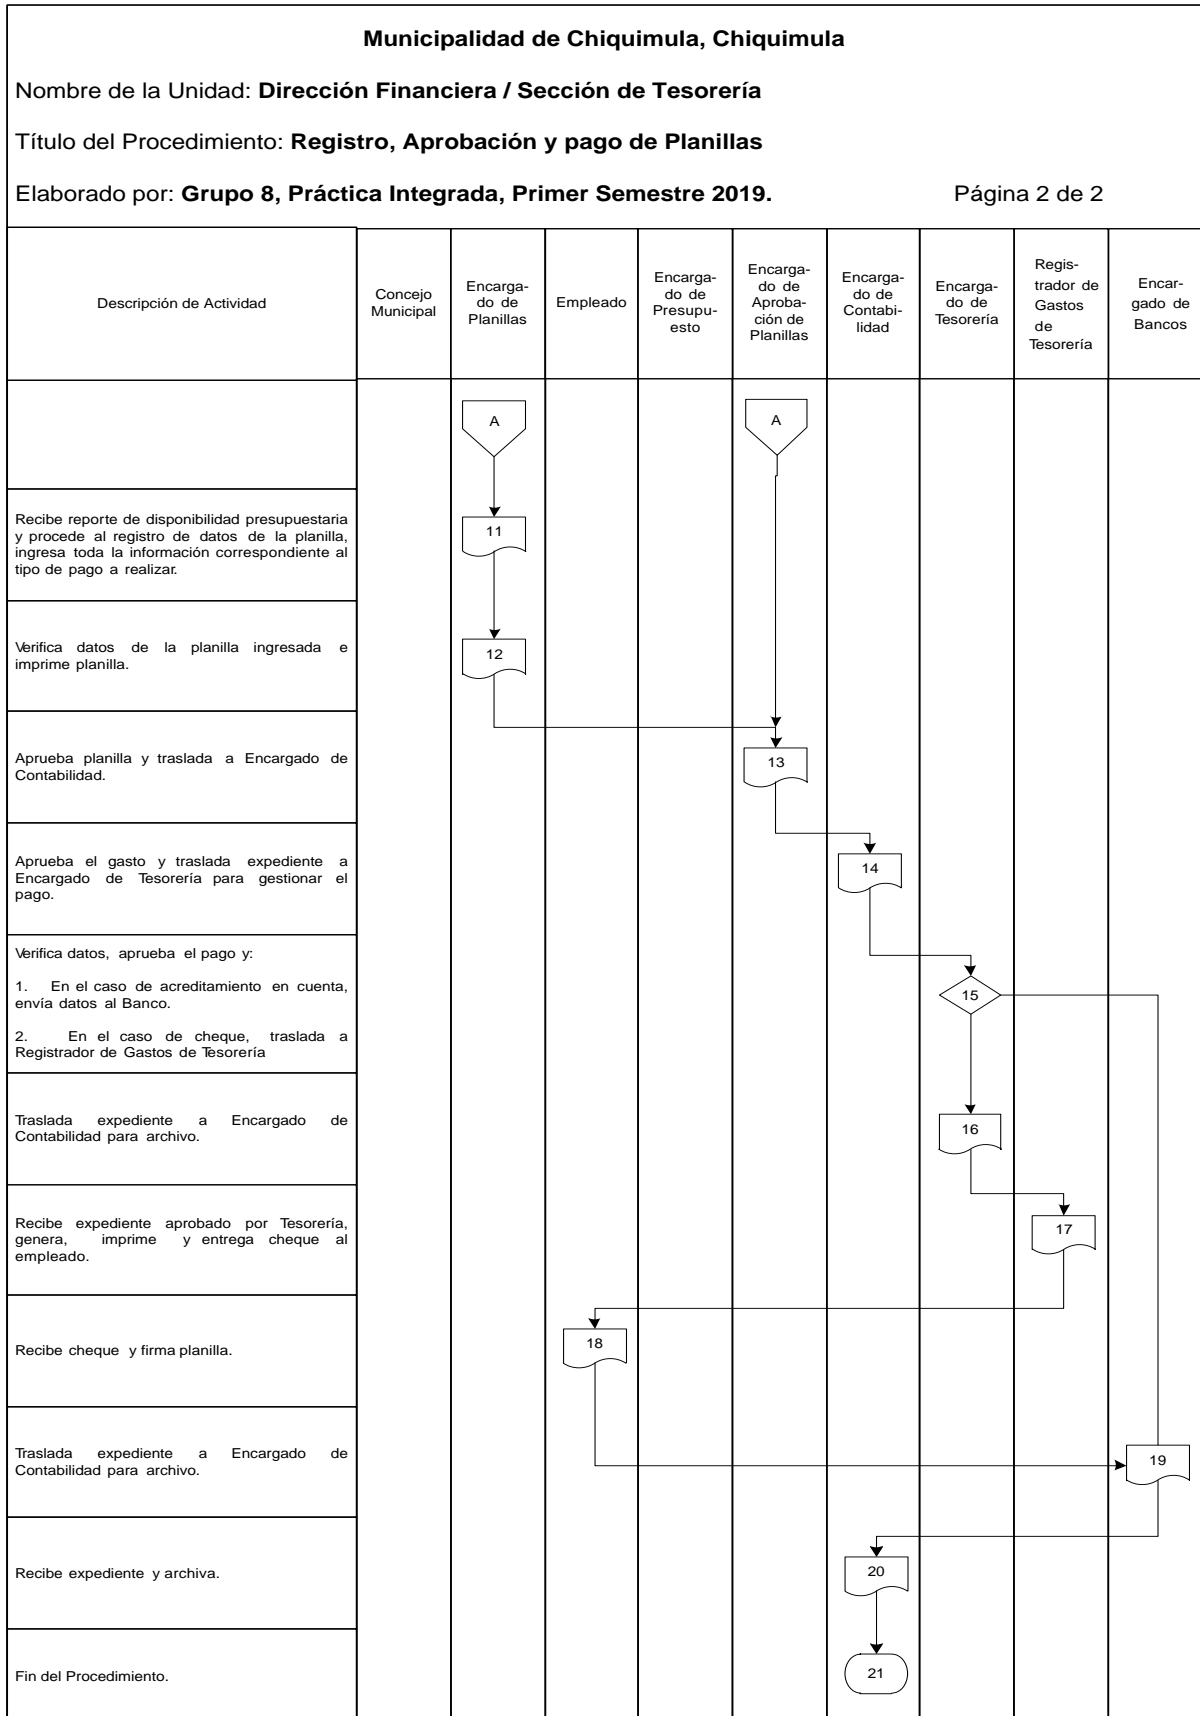 Municipalidad de Chiquimula, Chiquimula
Nombre de la Unidad: Dirección Financiera / Sección de Tesorería
Título del Procedimiento: Registro, Aprobación y pago de Planillas
Elaborado por: Grupo 8, Práctica Integrada, Primer Semestre 2019. Página 2 de 2
Descripción de Actividad
Concejo
Municipal
Encarga-
do de
Planillas
Empleado
Encarga-
do de
Presupu-
esto
Encarga-
do de
Aproba-
ción de
Planillas
Encarga-
do de
Contabi-
lidad
Encarga-
do de
Tesorería
Regis-
trador de
Gastos
de
Tesorería
Encar-
gado de
Bancos
A
A
Recibe reporte de disponibilidad presupuestaria
y procede al registro de datos de la planilla,
ingresa toda la información correspondiente al
tipo de pago a realizar.
11
Verifica datos de la planilla ingresada e
imprime planilla.
12
Aprueba planilla y traslada a Encargado de
Contabilidad.
13
Aprueba el gasto y traslada expediente a
Encargado de Tesorería para gestionar el
pago.
14
Verifica datos, aprueba el pago y:
1. En el caso de acreditamiento en cuenta,
envía datos al Banco.
2. En el caso de cheque, traslada a
Registrador de Gastos de Tesorería
15
Traslada expediente a Encargado de
Contabilidad para archivo.
16
Recibe expediente aprobado por Tesorería,
genera, imprime y entrega cheque al
empleado.
17
Recibe cheque y firma planilla.
18
Traslada expediente a Encargado de
Contabilidad para archivo.
19
Recibe expediente y archiva.
20
Fin del Procedimiento.
21